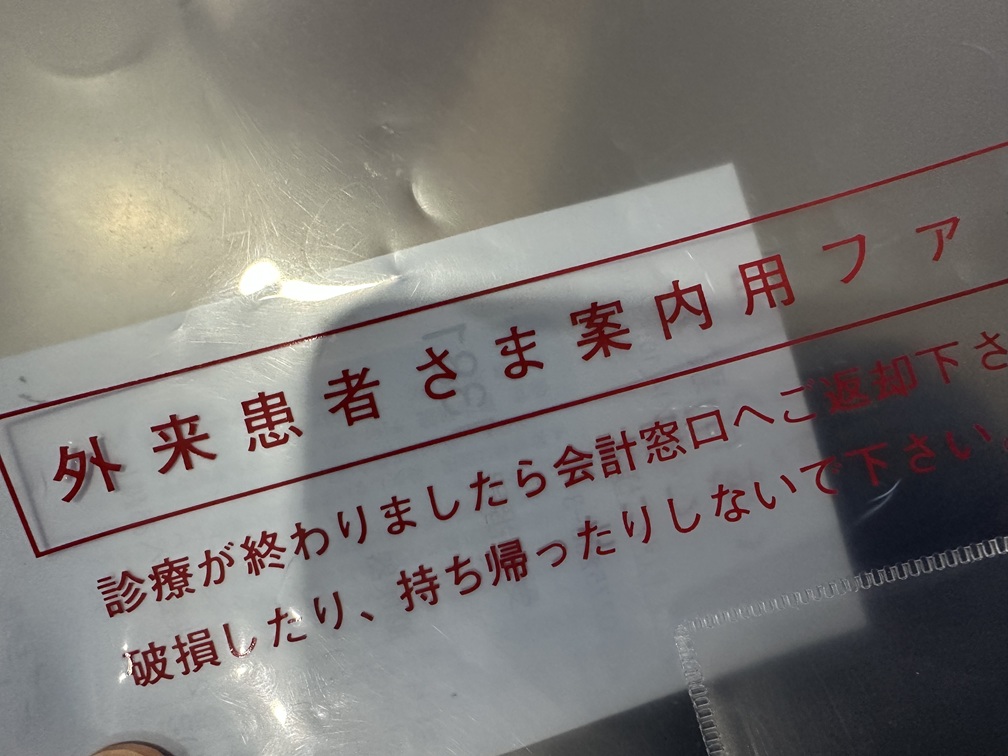 外来患者さま案内用ファ
診療が終わりましたら会計窓口へご返却下さ
破損したり、持ち帰ったりしないで下さい。